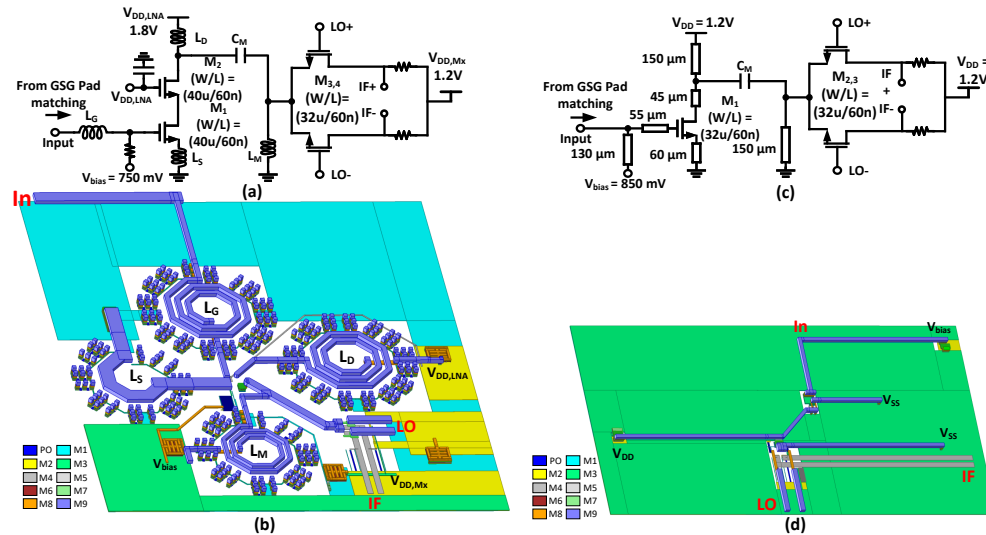 V_DD,LNA
1.8V
L_D
C_M
LO+
M_2
(W/L) =
(40u/60n)
M_3,4
(W/L)=
(32u/60n)
IF+
IF-
V_DD,Mx
1.2V
From GSG Pad
matching
V_DD,LNA
L_G
Input
M_1
(W/L) =
(40u/60n)
L_S
L_M
V_bias = 750 mV
LO-
(a)
V_DD = 1.2V
150 µm
C_M
LO+
45 µm
M_1
(W/L)
=(32u/60n)
M_2,3
(W/L)=
(32u/60n)
IF
+
IF-
V_DD =
1.2V
From GSG Pad
matching
55 µm
Input
130 µm
60 µm
150 µm
V_bias = 850 mV
LO-
(c)
In
L_G
L_S
L_D
V_DD,LNA
LO
L_M
V_bias
V_DD,Mx
IF
PO M1
M2 M3
M4 M5
M6 M7
M8 M9
(b)
In
V_bias
V_SS
V_SS
V_DD
IF
LO
PO M1
M2 M3
M4 M5
M6 M7
M8 M9
(d)